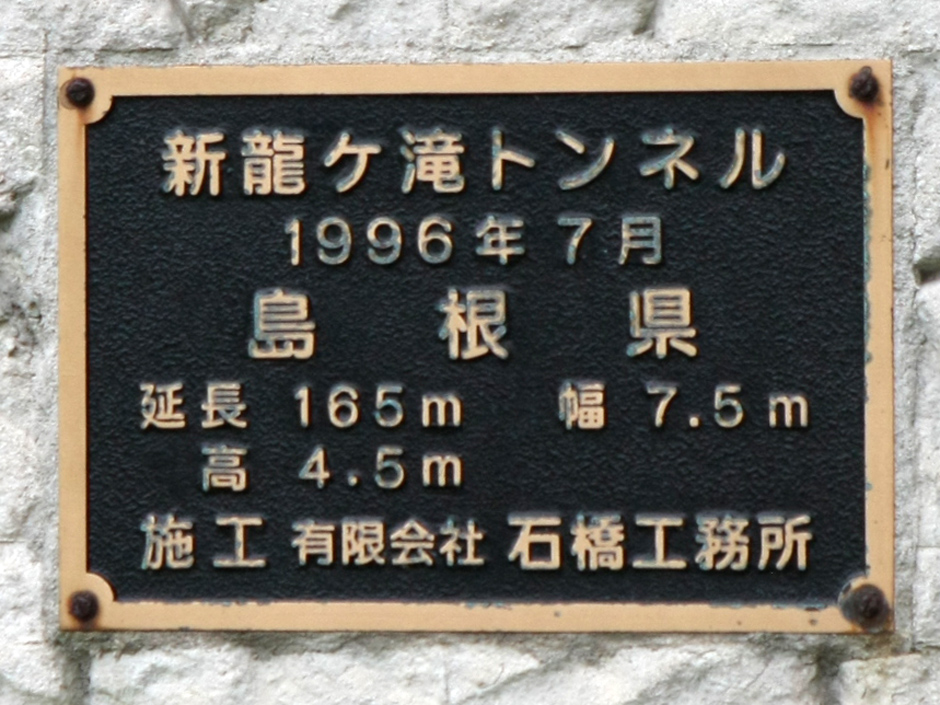 新龍ケ滝トンネル
1996年7月
島根県
延長 165m 幅 7.5m
高 4.5m
施工 有限会社 石橋工務所